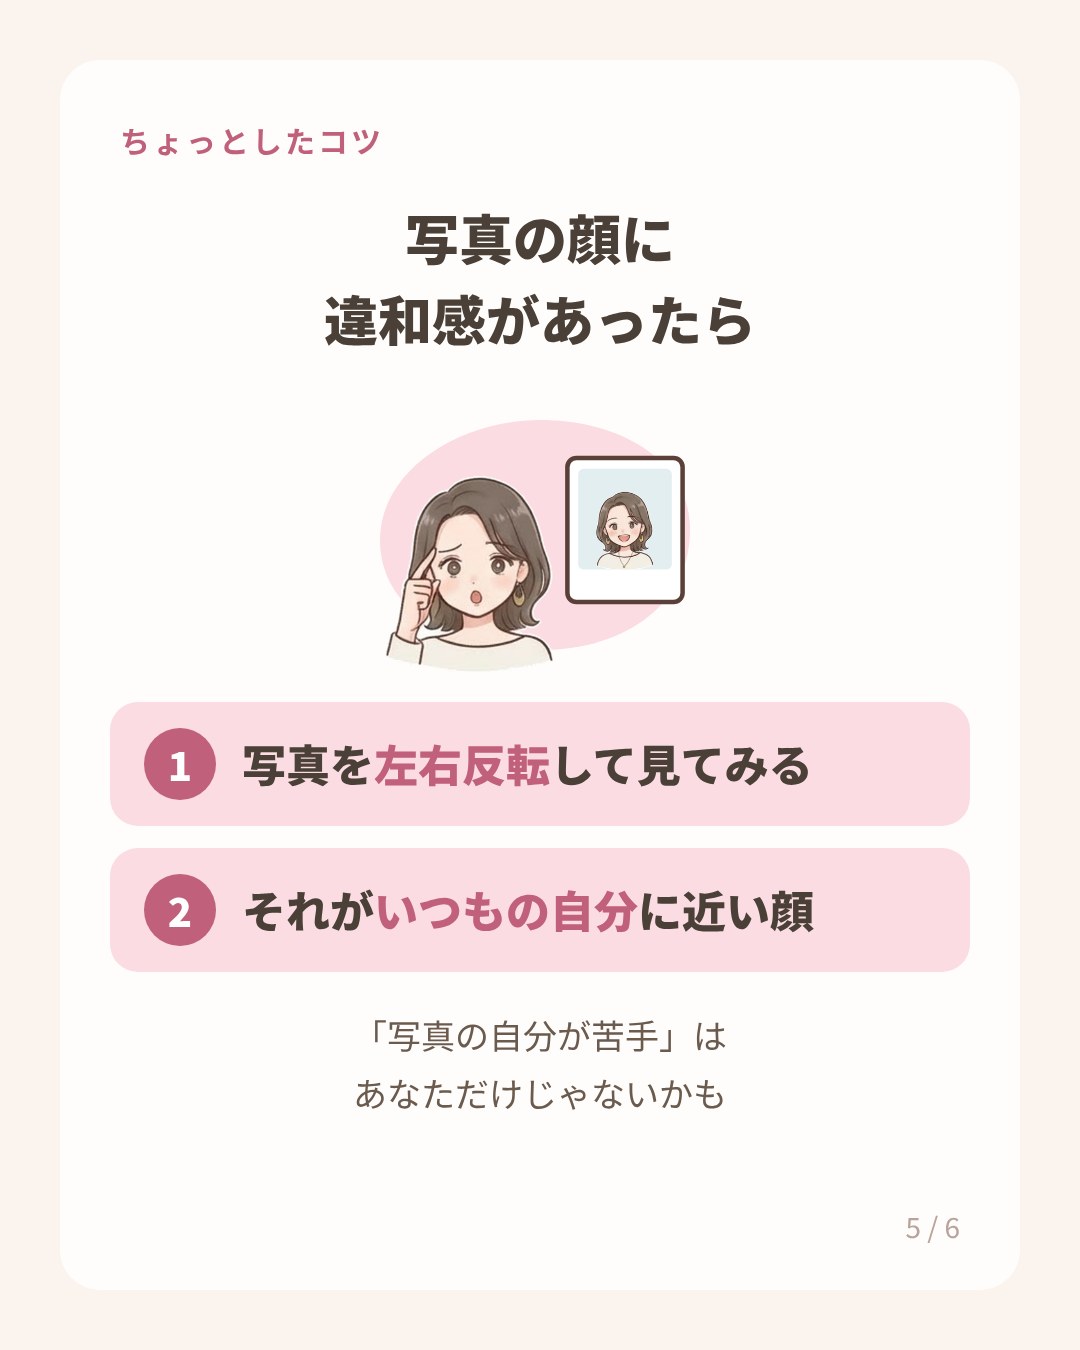 ちょっとしたコツ
写真の顔に
違和感があったら
1 写真を左右反転して見てみる
2 それがいつもの自分に近い顔
「写真の自分が苦手」は
あなただけじゃないかも
5 / 6